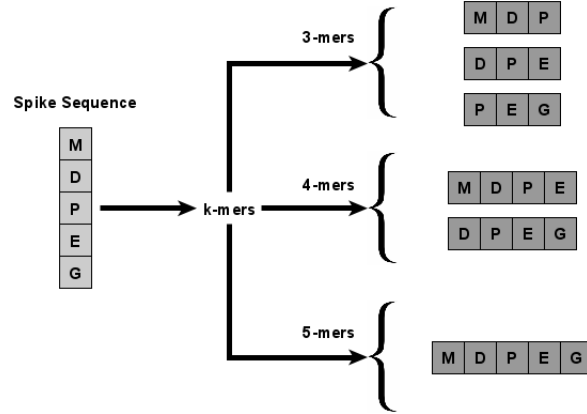 Spike Sequence
M
D
P
E
G
k-mers
3-mers
M D P
D P E
P E G
4-mers
M D P E
D P E G
5-mers
M D P E G